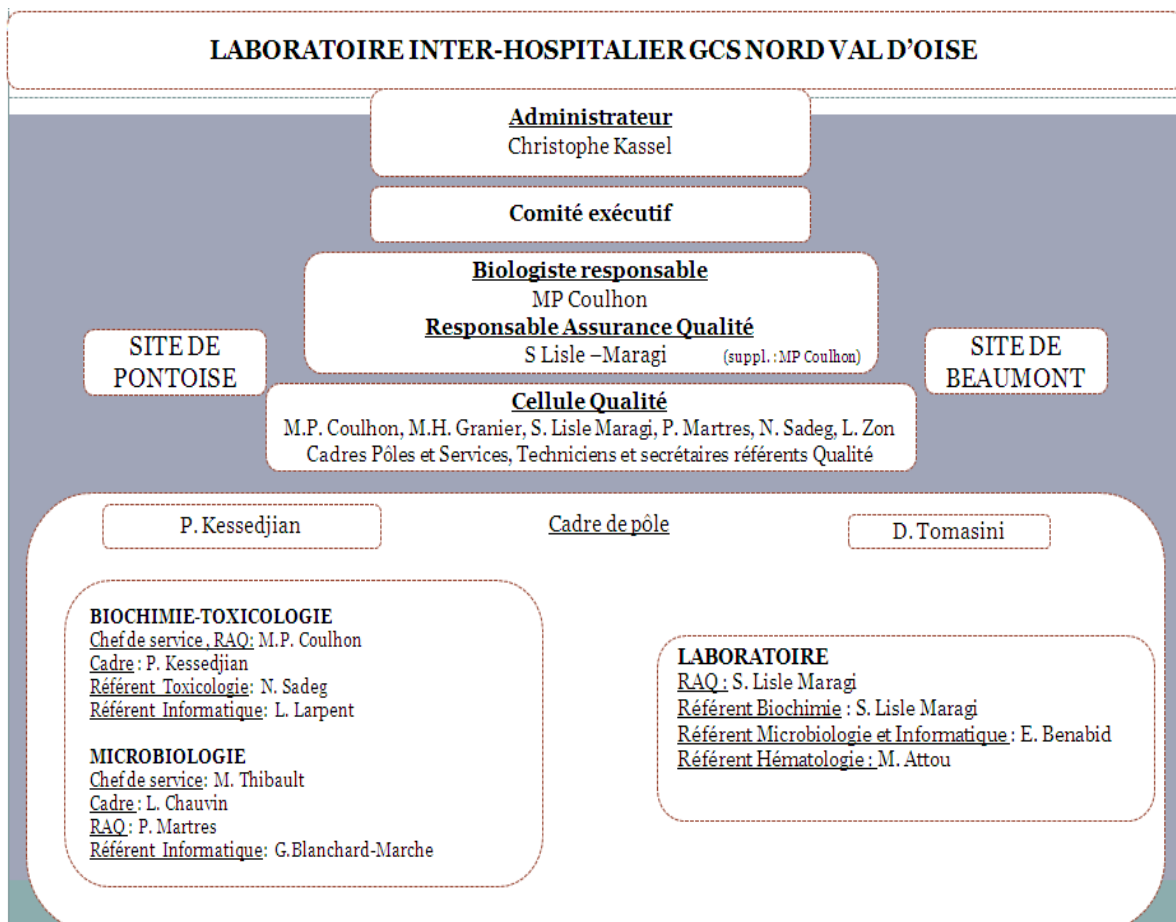 LABORATOIRE INTER-HOSPITALIER GCS NORD VAL D'OISE
Administrateur
Christophe Kassel
Comité exécutif
Biologiste responsable
MP Coulhon
Responsable Assurance Qualité
S Lisle –Maragi (suppl. : MP Coulhon)
SITE DE
PONTOISE
SITE DE
BEAUMONT
Cellule Qualité
M.P. Coulhon, M.H. Granier, S. Lisle Maragi, P. Martres, N. Sadeg, L. Zon
Cadres Pôles et Services, Techniciens et secrétaires référents Qualité
P. Kessedjian
Cadre de pôle
D. Tomasini
BIOCHIMIE-TOXICOLOGIE
Chef de service , RAQ: M.P. Coulhon
Cadre : P. Kessedjian
Référent Toxicologie: N. Sadeg
Référent Informatique: L. Larpent
MICROBIOLOGIE
Chef de service: M. Thibault
Cadre : L. Chauvin
RAQ : P. Martres
Référent Informatique: G.Blanchard-Marche
LABORATOIRE
RAQ : S. Lisle Maragi
Référent Biochimie : S. Lisle Maragi
Référent Microbiologie et Informatique : E. Benabid
Référent Hématologie : M. Attou